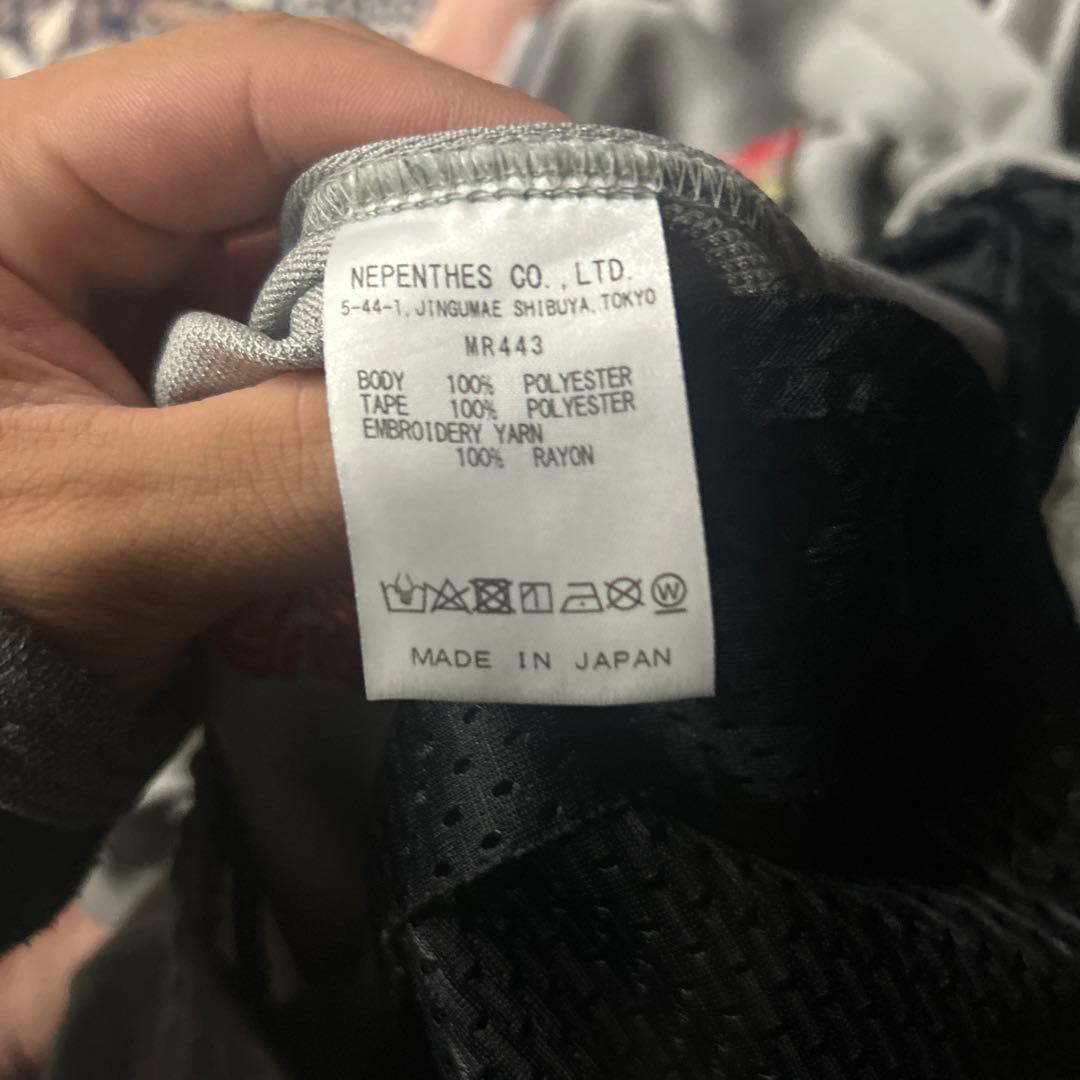 NEPENTHES CO.,LTD.
5-44-1, JINGUMAE SHIBUYA, TOKYO
MR443
BODY 100% POLYESTER
TAPE 100% POLYESTER
EMBROIDERY YARN
100% RAYON
W
MADE IN JAPAN